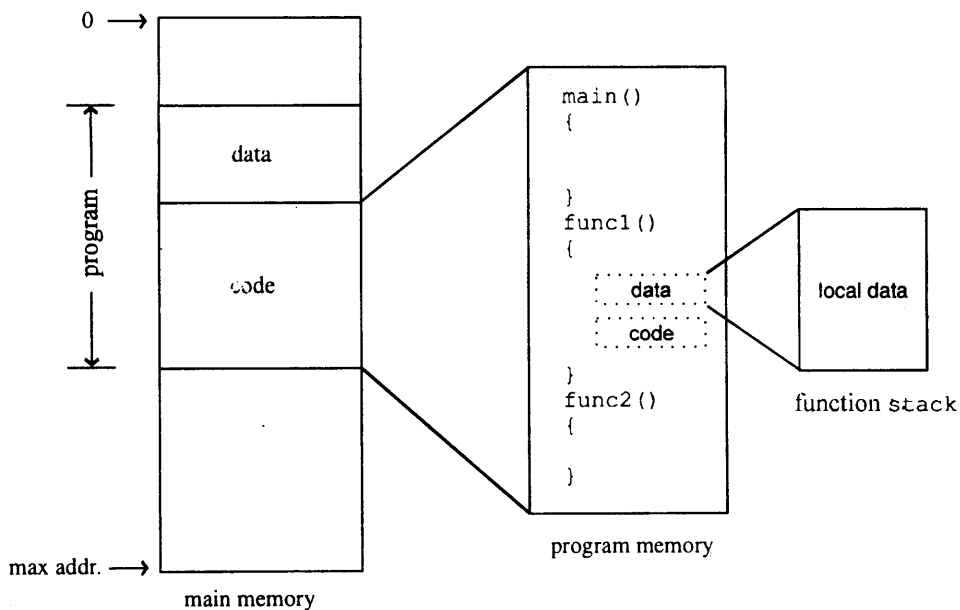 0
data
program
code
max addr.
main memory
main()
{
}
func1()
{
data
code
}
func2()
{
}
program memory
local data
function stack